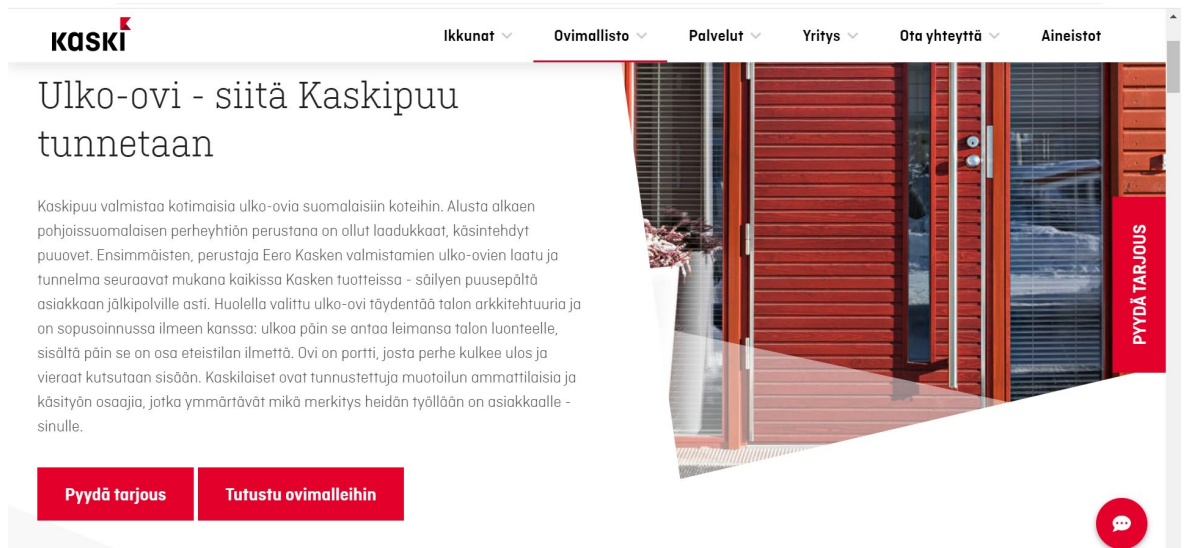 KASKI
Ikkunat
Ovimallisto
Palvelut
Yritys
Ota yhteyttä
Aineistot
Ulko-ovi - siitä Kaskipuu
tunnetaan
Kaskipuu valmistaa kotimaisia ulko-ovia suomalaisiin koteihin. Alusta alkaen
pohjoissuomalaisen perheyhtiön perustana on ollut laadukkaat, käsintehdyt
puuovet. Ensimmäisten, perustaja Eero Kasken valmistamien ulko-ovien laatu ja
tunnelma seuraavat mukana kaikissa Kasken tuotteissa - säilyen puusepältä
asiakkaan jälkipolville asti. Huolella valittu ulko-ovi täydentää talon arkkitehtuuria ja
on sopusoinnussa ilmeen kanssa: ulkoa päin se antaa leimansa talon luonteelle,
sisältä päin se on osa eteistilan ilmettä. Ovi on portti, josta perhe kulkee ulos ja
vieraat kutsutaan sisään. Kaskilaiset ovat tunnustettuja muotoilun ammattilaisia ja
käsityön osaajia, jotka ymmärtävät mikä merkitys heidän työllään on asiakkaalle -
sinulle.
Pyydä tarjous
Tutustu ovimalleihin
PYYDÄ TARJOUS